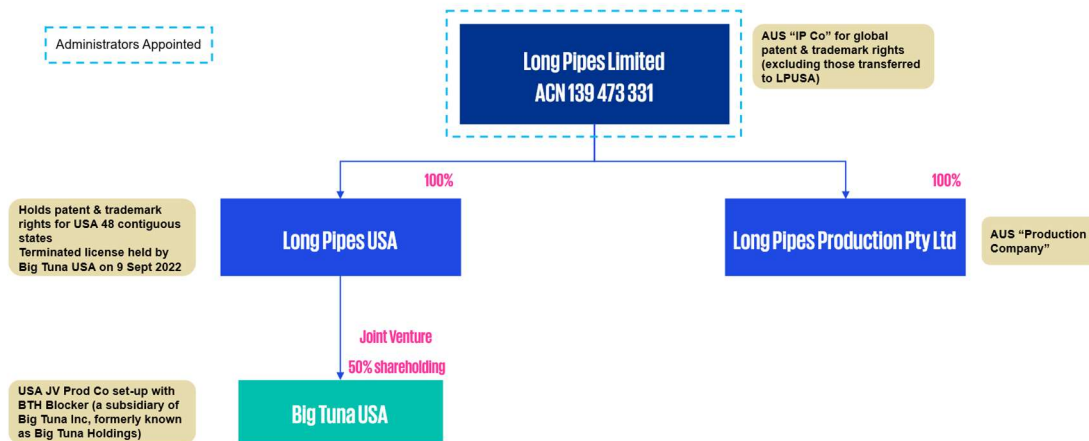 Administrators Appointed
Long Pipes Limited
ACN 139 473 331
AUS “IP Co” for global
patent & trademark rights
(excluding those transferred
to LPUSA)
100%
100%
Holds patent & trademark
rights for USA 48 contiguous
states
Terminated license held by
Big Tuna USA on 9 Sept 2022
Long Pipes USA
Long Pipes Production Pty Ltd
AUS “Production
Company”
Joint Venture
50% shareholding
USA JV Prod Co set-up with
BTH Blocker (a subsidiary of
Big Tuna Inc, formerly known
as Big Tuna Holdings)
Big Tuna USA